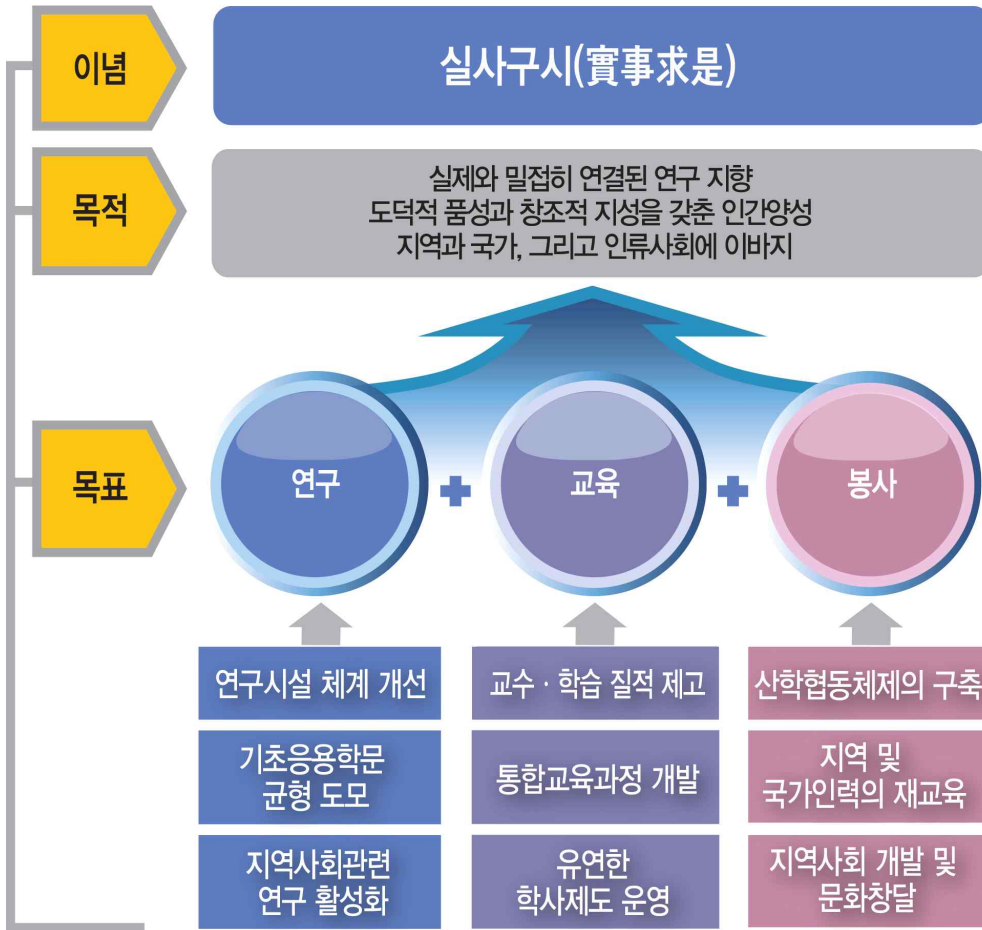 이념
실사구시(實事求是)
목적
실제와 밀접히 연결된 연구 지향
도덕적 품성과 창조적 지성을 갖춘 인간양성
지역과 국가, 그리고 인류사회에 이바지
목표
연구
교육
봉사
연구시설 체계 개선
교수 · 학습 질적 제고
산학협동체제의 구축
기초응용학문
균형 도모
통합교육과정 개발
지역 및
국가인력의 재교육
지역사회관련
연구 활성화
유연한
학사제도 운영
지역사회 개발 및
문화창달